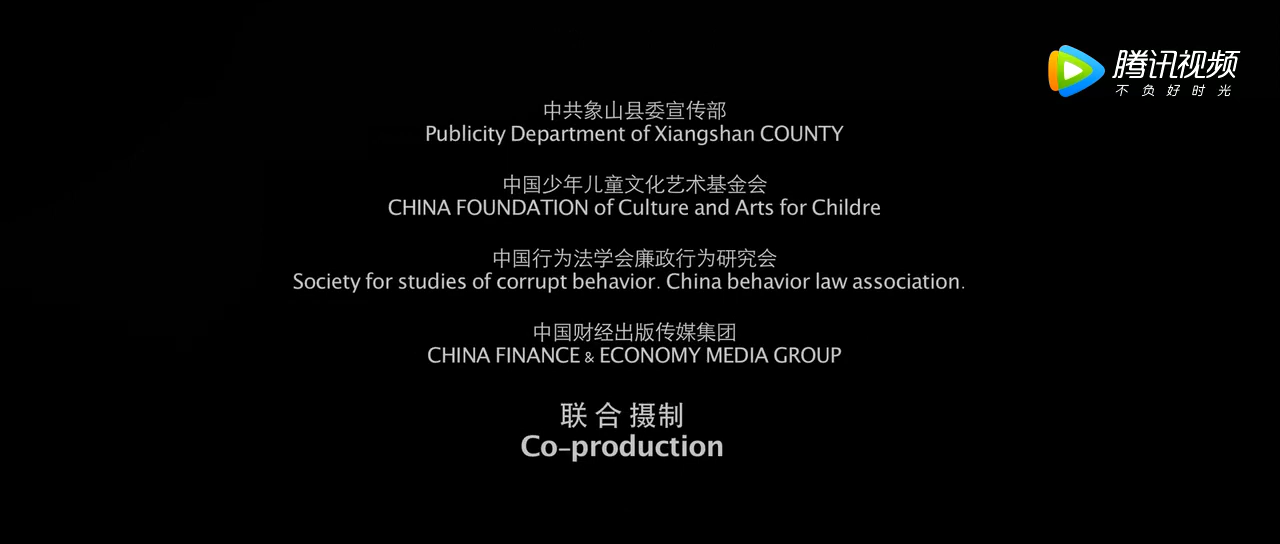 腾讯视频
不负好时光
中共象山县委宣传部
Publicity Department of Xiangshan COUNTY
中国少年儿童文化艺术基金会
CHINA FOUNDATION of Culture and Arts for Childre
中国行为法学会廉政行为研究会
Society for studies of corrupt behavior. China behavior law association.
中国财经出版传媒集团
CHINA FINANCE & ECONOMY MEDIA GROUP
联合摄制
Co-production